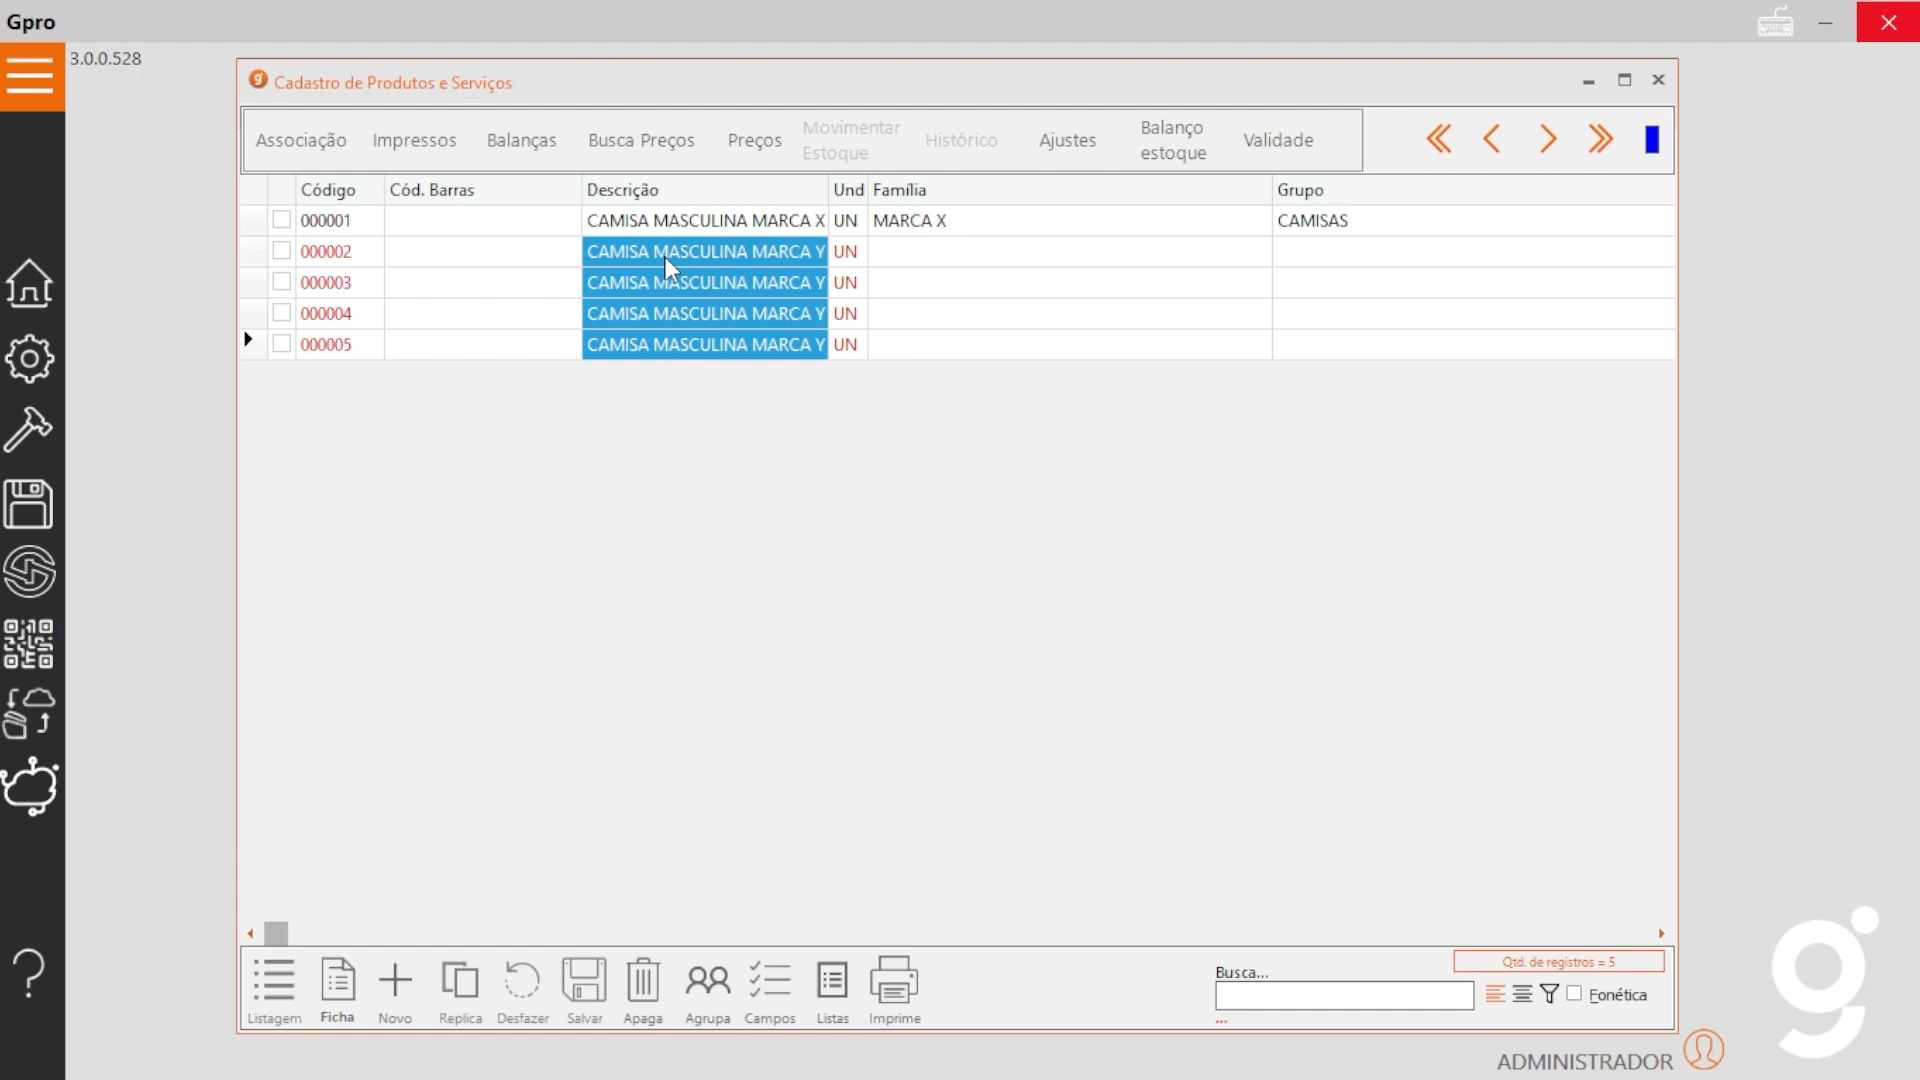 Gpro
3.0.0.528
g Cadastro de Produtos e Serviços
Associação Impressos Balanças Busca Preços Preços Movimentar Estoque Histórico Ajustes Balanço estoque Validade
Código Cód. Barras Descrição Und Família Grupo
000001 CAMISA MASCULINA MARCA X UN MARCA X CAMISAS
000002 CAMISA MASCULINA MARCA Y UN
000003 CAMISA MASCULINA MARCA Y UN
000004 CAMISA MASCULINA MARCA Y UN
000005 CAMISA MASCULINA MARCA Y UN
Qtd. de registros = 5
Busca...
Fonética
...
Listagem Ficha Novo Replica Desfazer Salvar Apaga Agrupa Campos Listas Imprime
ADMINISTRADOR
g